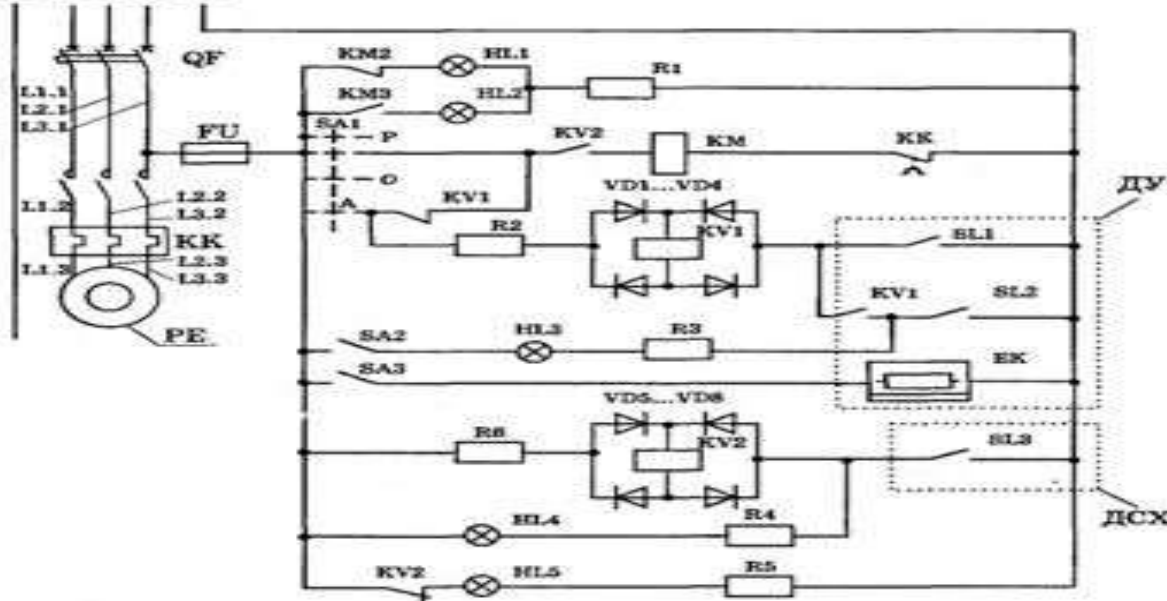 QF
KM2
HL1
R1
L1.1
L2.1
L3.1
KM3
HL2
SA1
P
FU
KV2
KM
KK
O
VD1...VD4
ДУ
L1.2
L2.2
L3.2
A
KV1
R2
KV1
SL1
KK
L1.3
L2.3
L3.3
KV1
SL2
PE
SA2
HL3
R3
SA3
EK
VD5...VD8
R6
KV2
SL3
ДСХ
HL4
R4
KV2
HL5
R5